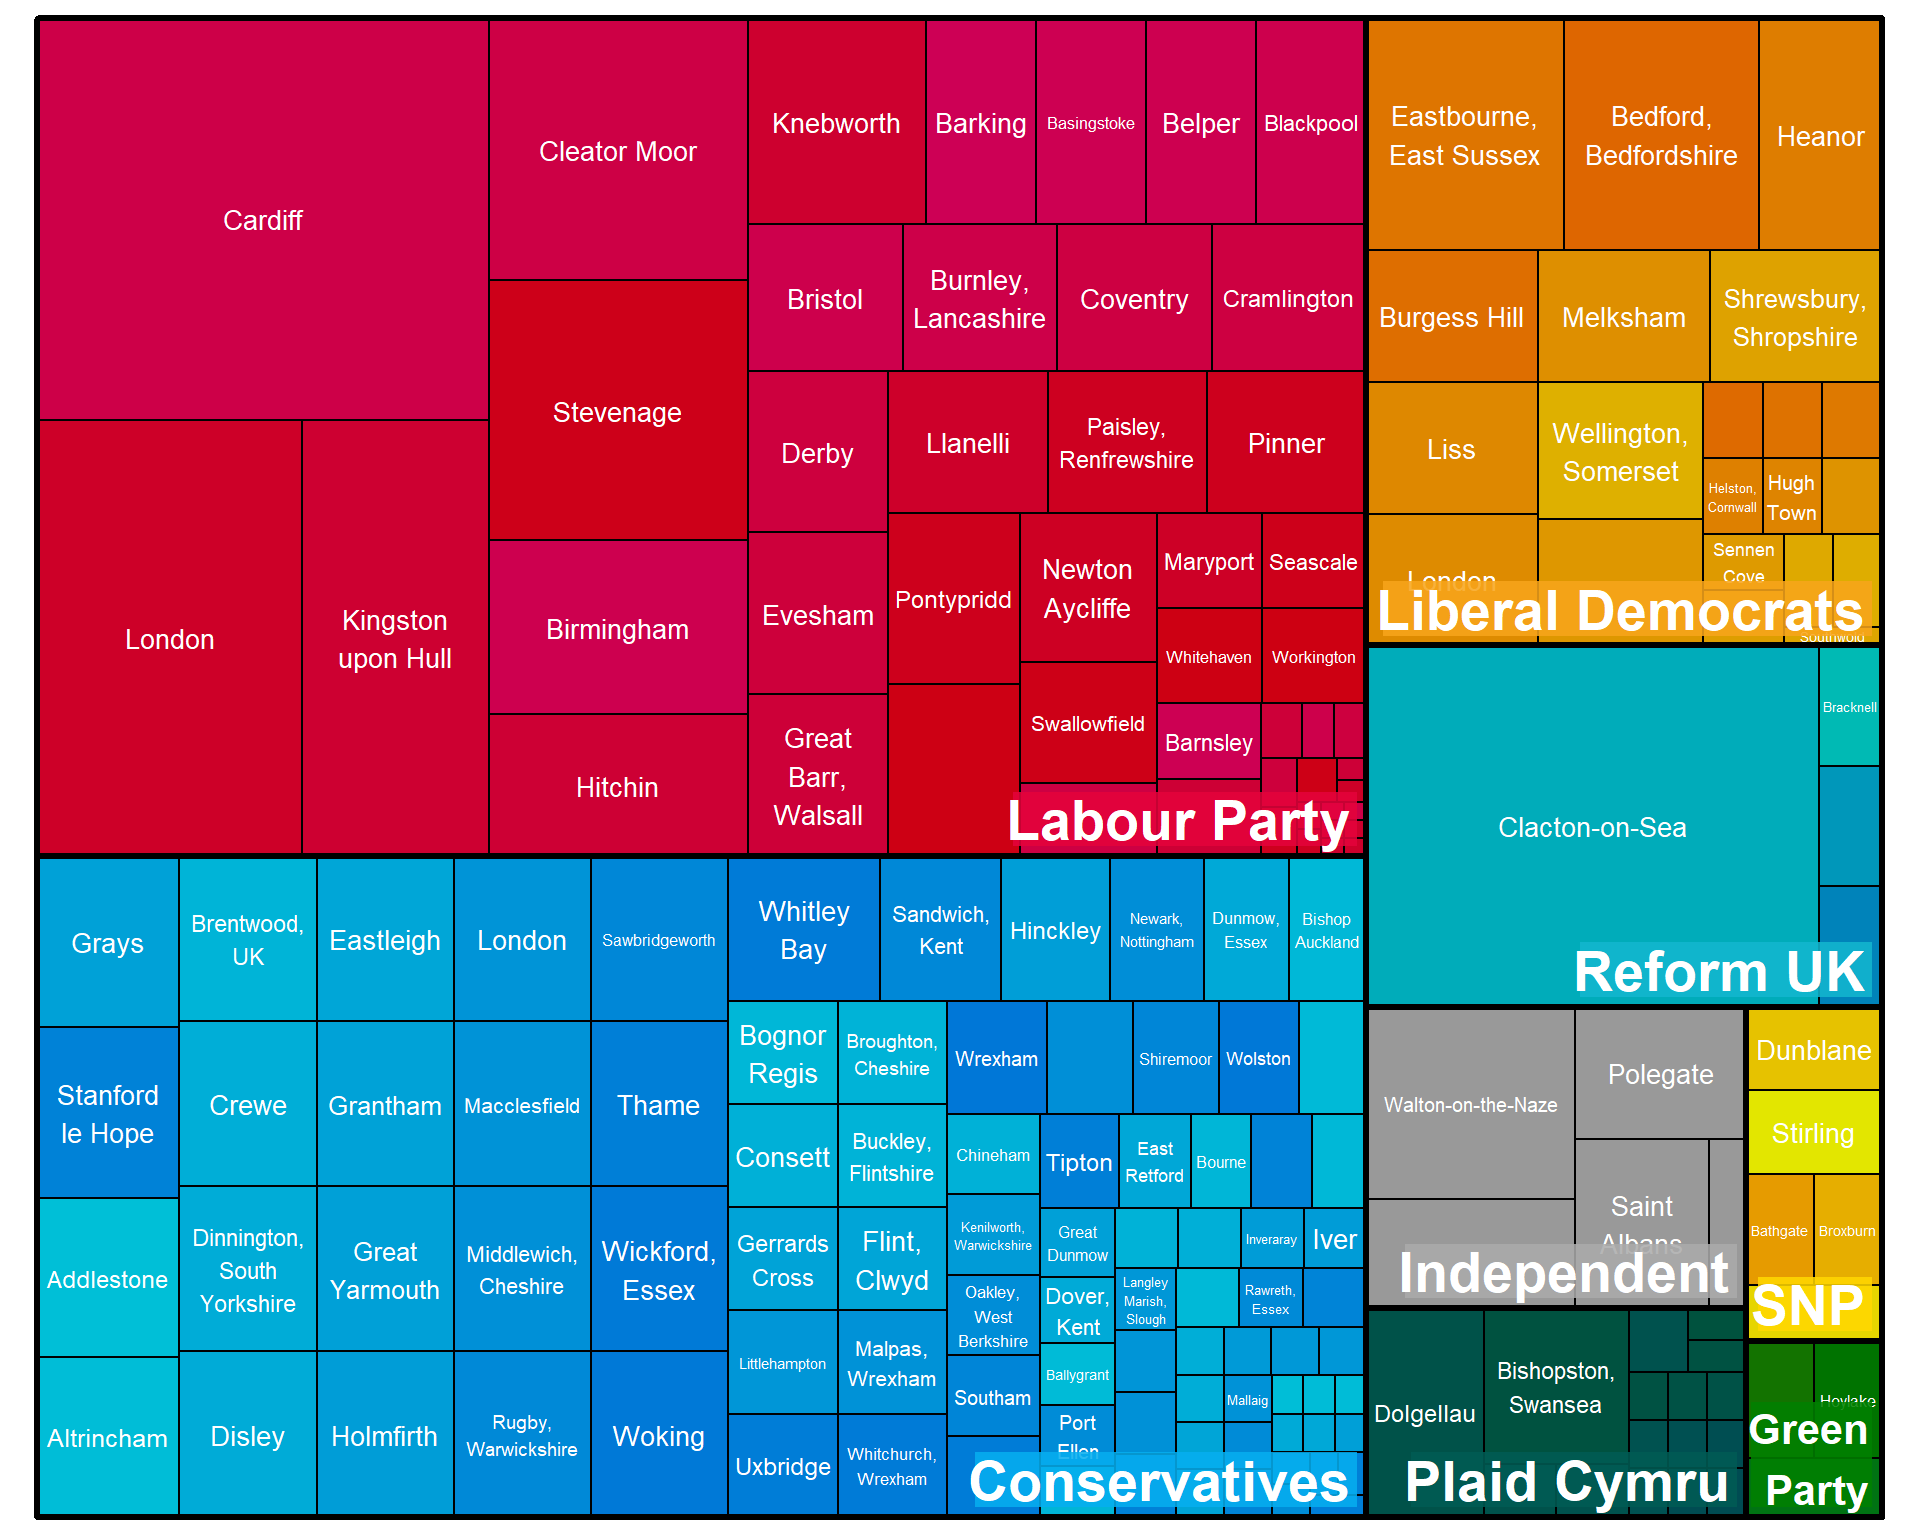 Cardiff
London
Kingston
upon Hull
Cleator Moor
Stevenage
Birmingham
Hitchin
Knebworth
Barking
Basingstoke
Belper
Blackpool
Bristol
Burnley,
Lancashire
Coventry
Cramlington
Derby
Evesham
Great
Barr,
Walsall
Llanelli
Paisley,
Renfrewshire
Pinner
Pontypridd
Newton
Aycliffe
Swallowfield
Maryport
Seascale
Whitehaven
Workington
Barnsley
Labour Party
Eastbourne,
East Sussex
Bedford,
Bedfordshire
Heanor
Burgess Hill
Melksham
Shrewsbury,
Shropshire
Liss
Wellington,
Somerset
Helston,
Cornwall
Hugh
Town
Sennen
Cove
London
Southwold
Liberal Democrats
Clacton-on-Sea
Bracknell
Reform UK
Grays
Stanford
le Hope
Addlestone
Altrincham
Brentwood,
UK
Crewe
Dinnington,
South
Yorkshire
Disley
Eastleigh
Grantham
Great
Yarmouth
Holmfirth
London
Macclesfield
Middlewich,
Cheshire
Rugby,
Warwickshire
Sawbridgeworth
Thame
Wickford,
Essex
Woking
Whitley
Bay
Sandwich,
Kent
Hinckley
Newark,
Nottingham
Dunmow,
Essex
Bishop
Auckland
Bognor
Regis
Broughton,
Cheshire
Consett
Buckley,
Flintshire
Gerrards
Cross
Flint,
Clwyd
Littlehampton
Malpas,
Wrexham
Uxbridge
Whitchurch,
Wrexham
Wrexham
Shiremoor
Wolston
Chineham
Kenilworth,
Warwickshire
Oakley,
West
Berkshire
Southam
Tipton
East
Retford
Bourne
Great
Dunmow
Dover,
Kent
Ballygrant
Port
Ellen
Inveraray
Iver
Langley
Marish,
Slough
Rawreth,
Essex
Mallaig
Conservatives
Walton-on-the-Naze
Polegate
Saint
Albans
Independent
Dunblane
Stirling
Bathgate
Broxburn
SNP
Dolgellau
Bishopston,
Swansea
Plaid Cymru
Hoylake
Green
Party